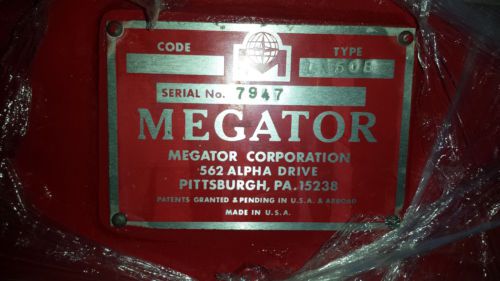 CODE TYPE
SERIAL No. 7947
MEGATOR
MEGATOR CORPORATION
562 ALPHA DRIVE
PITTSBURGH, PA. 15238
PATENTS GRANTED & PENDING IN U.S.A. & ABROAD
MADE IN U.S.A.